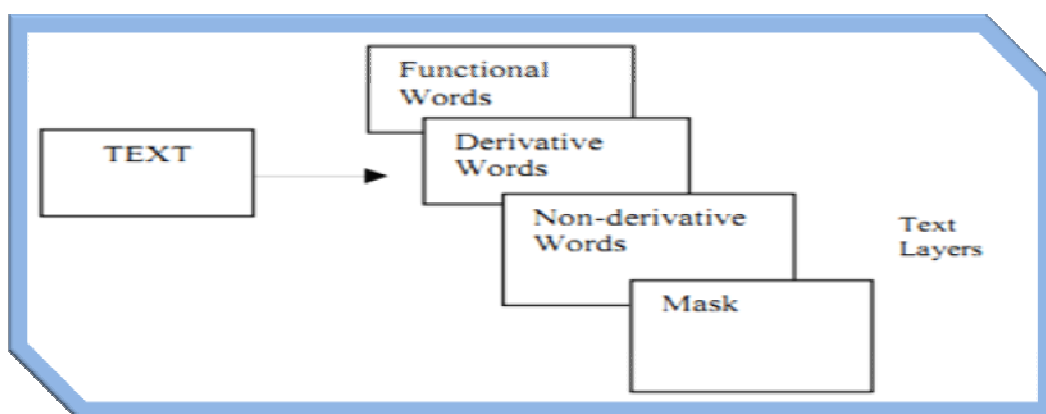 TEXT
Functional
Words
Derivative
Words
Non-derivative
Words
Mask
Text
Layers